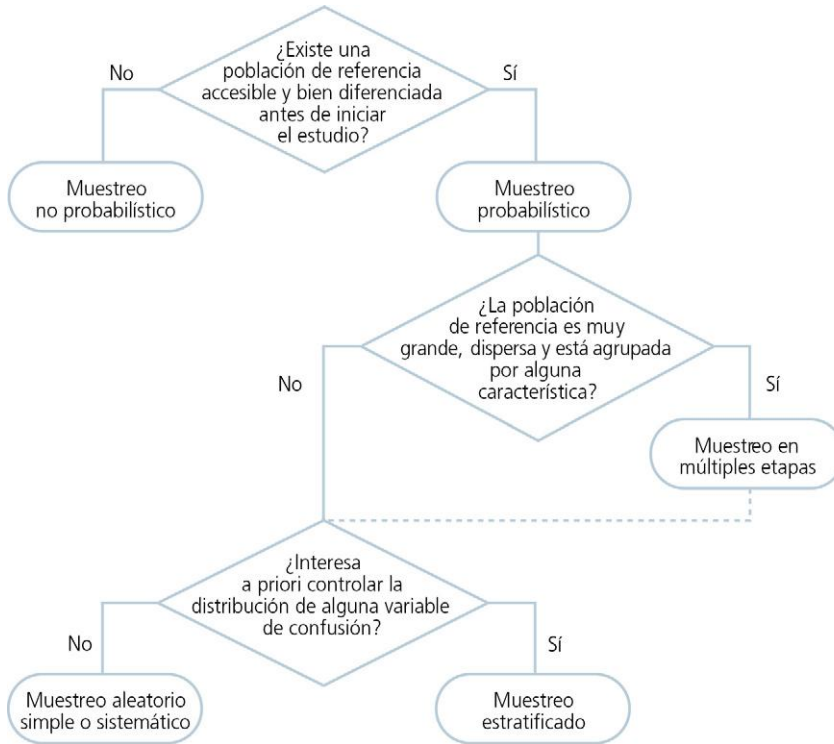 ¿Existe una
población de referencia
accesible y bien diferenciada
antes de iniciar
el estudio?
No
Sí
Muestreo
no probabilístico
Muestreo
probabilístico
¿La población
de referencia es muy
grande, dispersa y está agrupada
por alguna
característica?
No
Sí
Muestreo en
múltiples etapas
¿Interesa
a priori controlar la
distribución de alguna variable
de confusión?
No
Sí
Muestreo aleatorio
simple o sistemático
Muestreo
estratificado